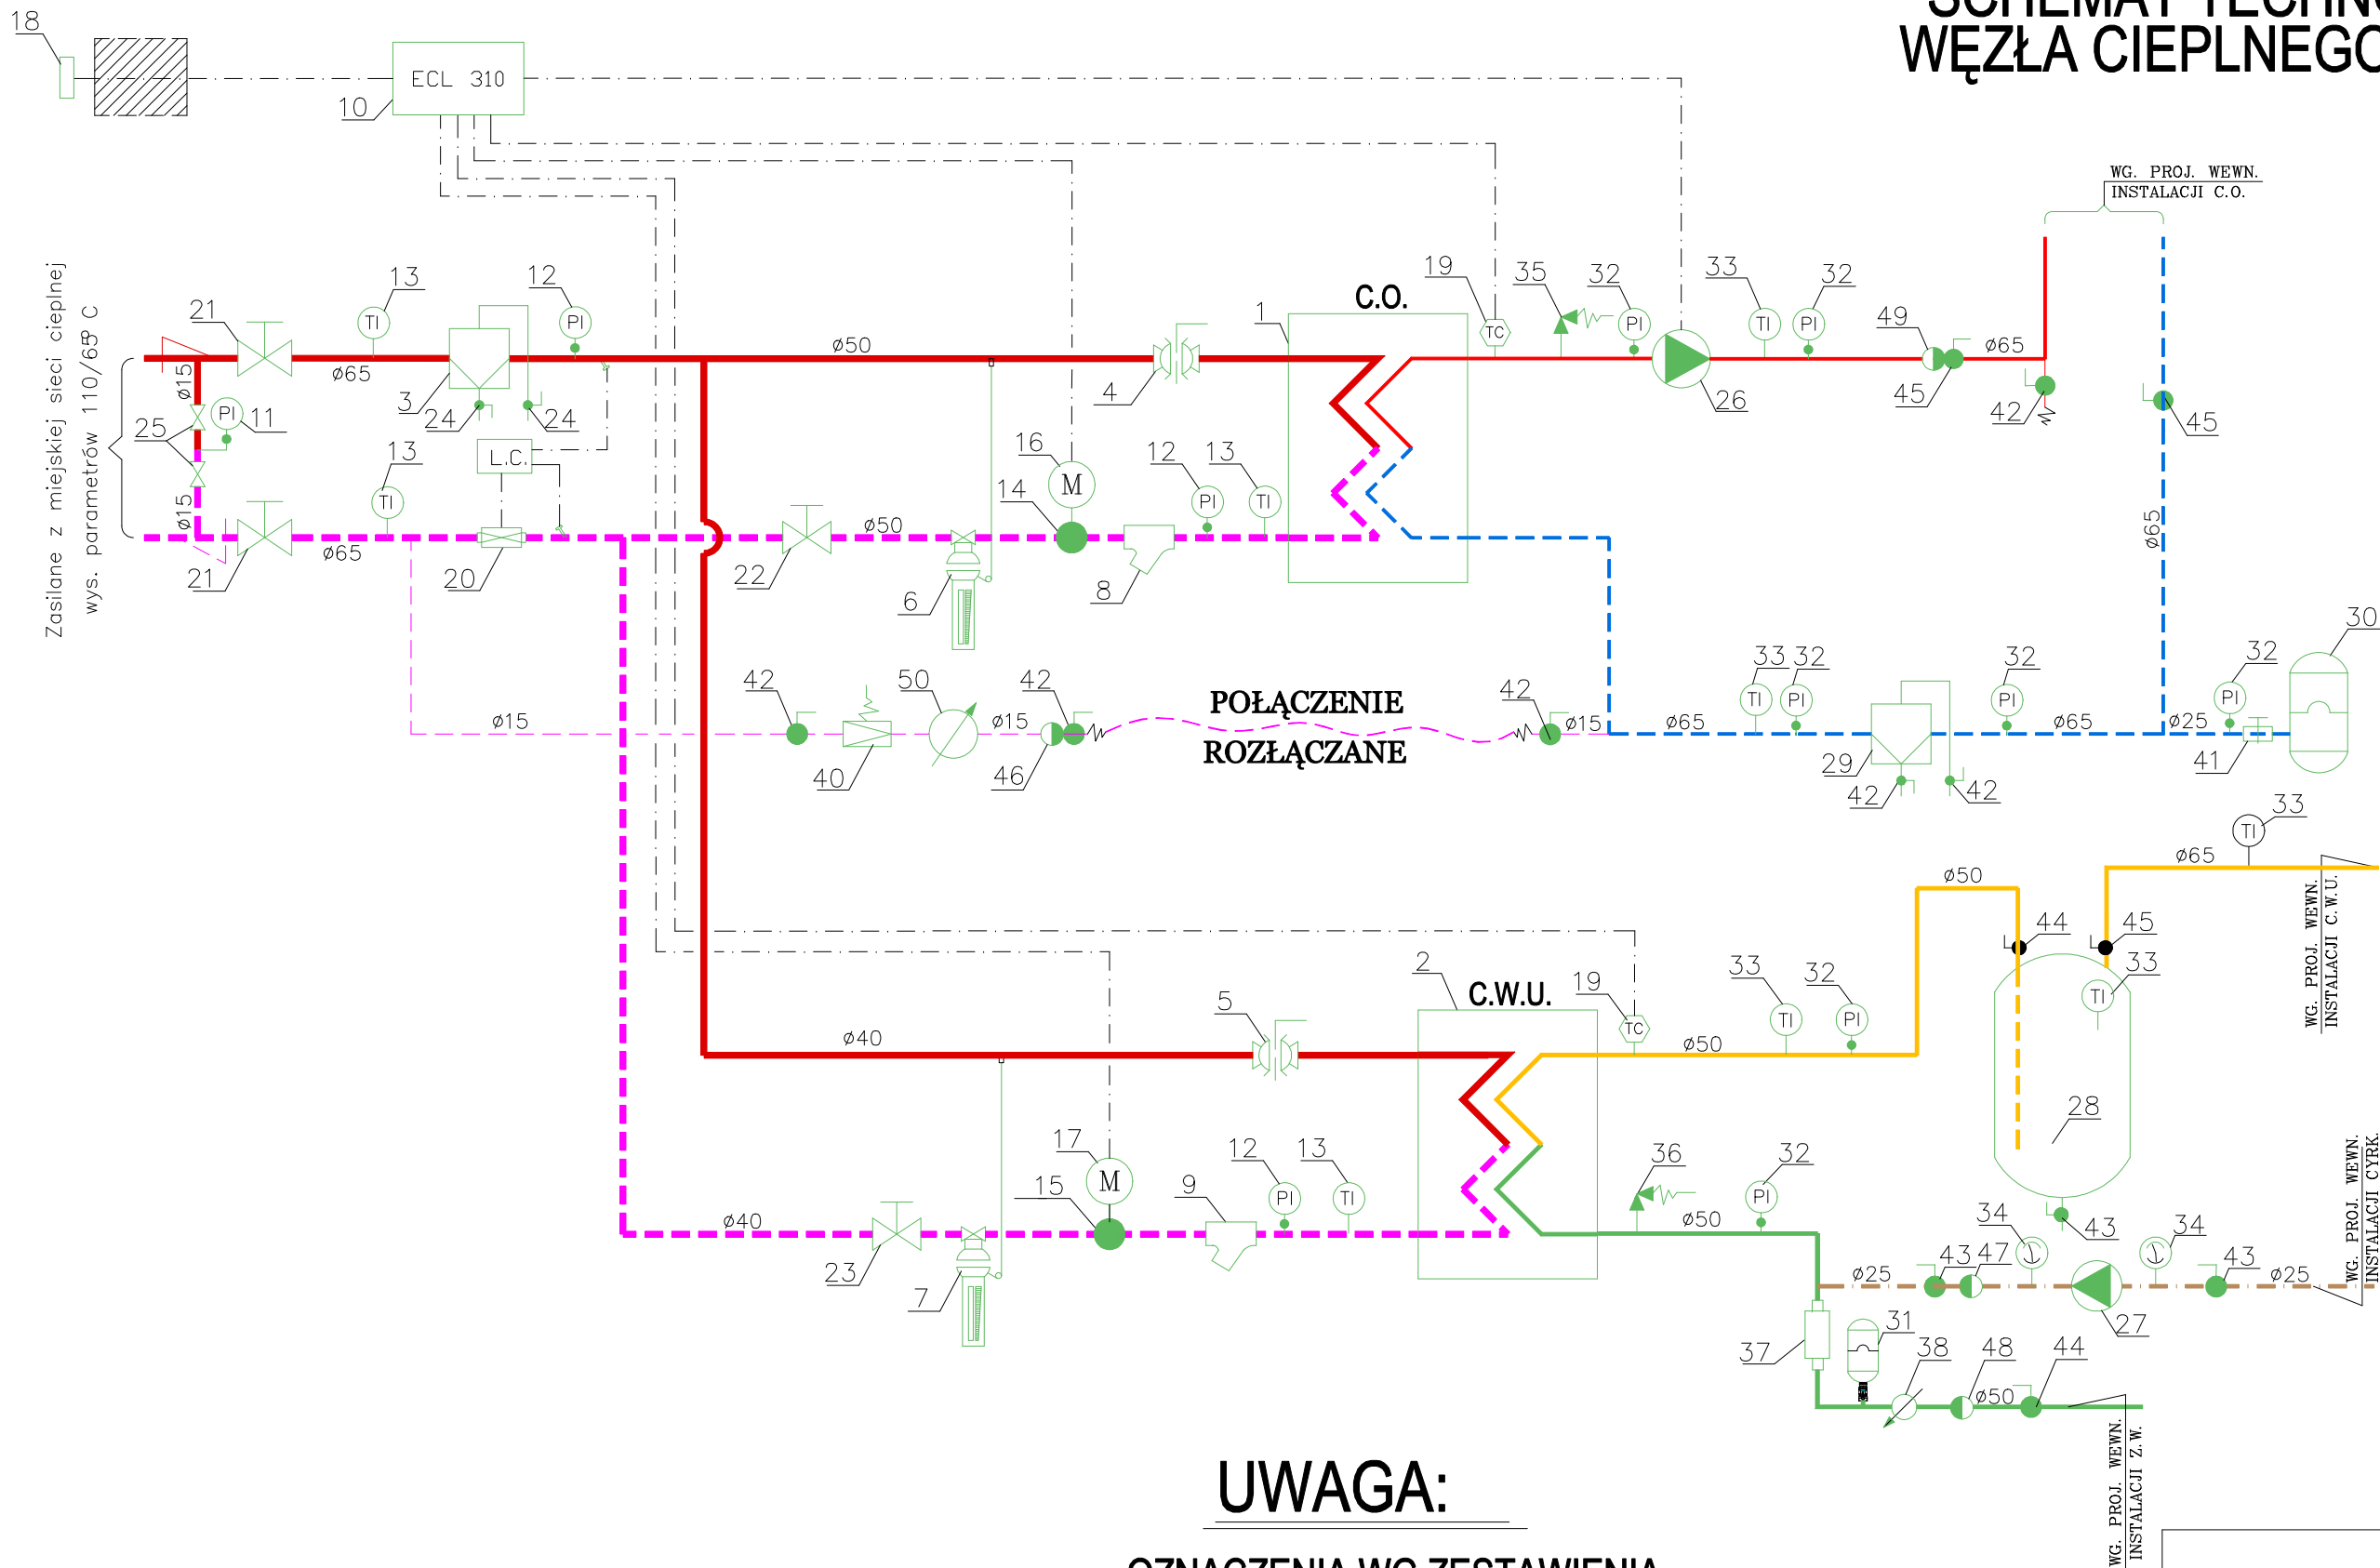 WĘZŁA CIEPLNEGO
18
ECL 310
10
WG. PROJ. WEWN.
INSTALACJI C.O.
Zasilane z miejskiej sieci cieplnej
wys. parametrów 110/65° C
21
13
12
TI
PI
ø65
ø50
3
24
24
ø15
25
PI
11
ø15
13
TI
L.C.
21
ø65
20
4
1
C.O.
19
TC
35
32
PI
26
33
TI
32
PI
49
45
ø65
42
45
ø65
16
M
14
12
PI
13
TI
22
ø50
6
8
42
50
42
ø15
40
ø15
46
POŁĄCZENIE
ROZŁĄCZANE
42
ø15
ø65
33
TI
32
PI
29
42
42
32
PI
ø65
ø25
32
PI
41
30
33
TI
ø65
ø50
44
45
33
TI
28
WG. PROJ. WEWN.
INSTALACJI C.W.U.
5
ø40
2
C.W.U.
19
TC
33
TI
32
PI
ø50
17
M
15
9
12
PI
13
TI
ø40
23
7
36
32
PI
ø50
43
34
34
43
47
43
ø25
ø25
27
WG. PROJ. WEWN.
INSTALACJI CYRK.
37
31
38
48
44
ø50
WG. PROJ. WEWN.
INSTALACJI Z.W.
UWAGA:
OZNACZENIA WG ZESTAWIENIA